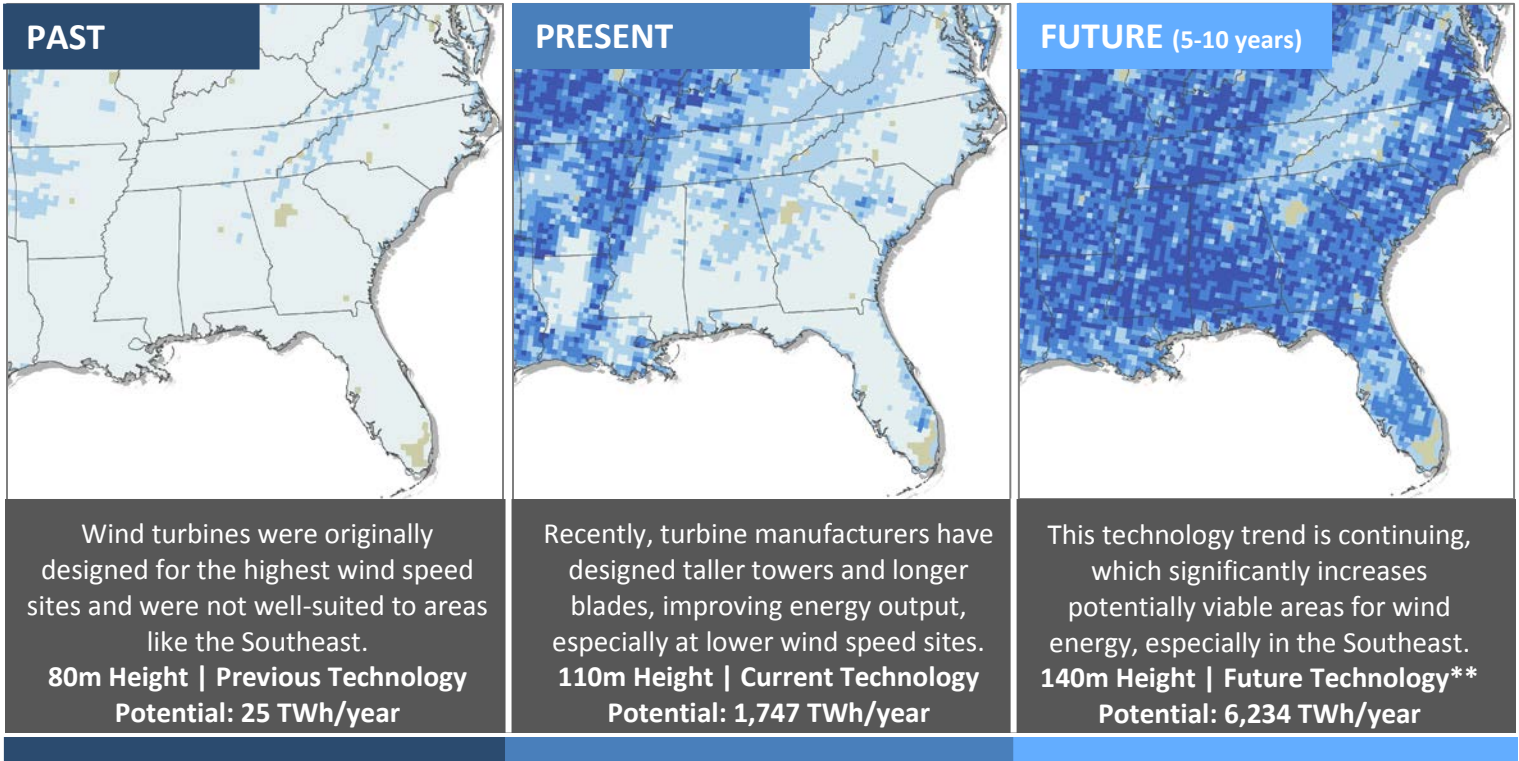 PAST
Wind turbines were originally
designed for the highest wind speed
sites and were not well-suited to areas
like the Southeast.
80m Height | Previous Technology
Potential: 25 TWh/year
PRESENT
Recently, turbine manufacturers have
designed taller towers and longer
blades, improving energy output,
especially at lower wind speed sites.
110m Height | Current Technology
Potential: 1,747 TWh/year
FUTURE (5-10 years)
This technology trend is continuing,
which significantly increases
potentially viable areas for wind
energy, especially in the Southeast.
140m Height | Future Technology**
Potential: 6,234 TWh/year